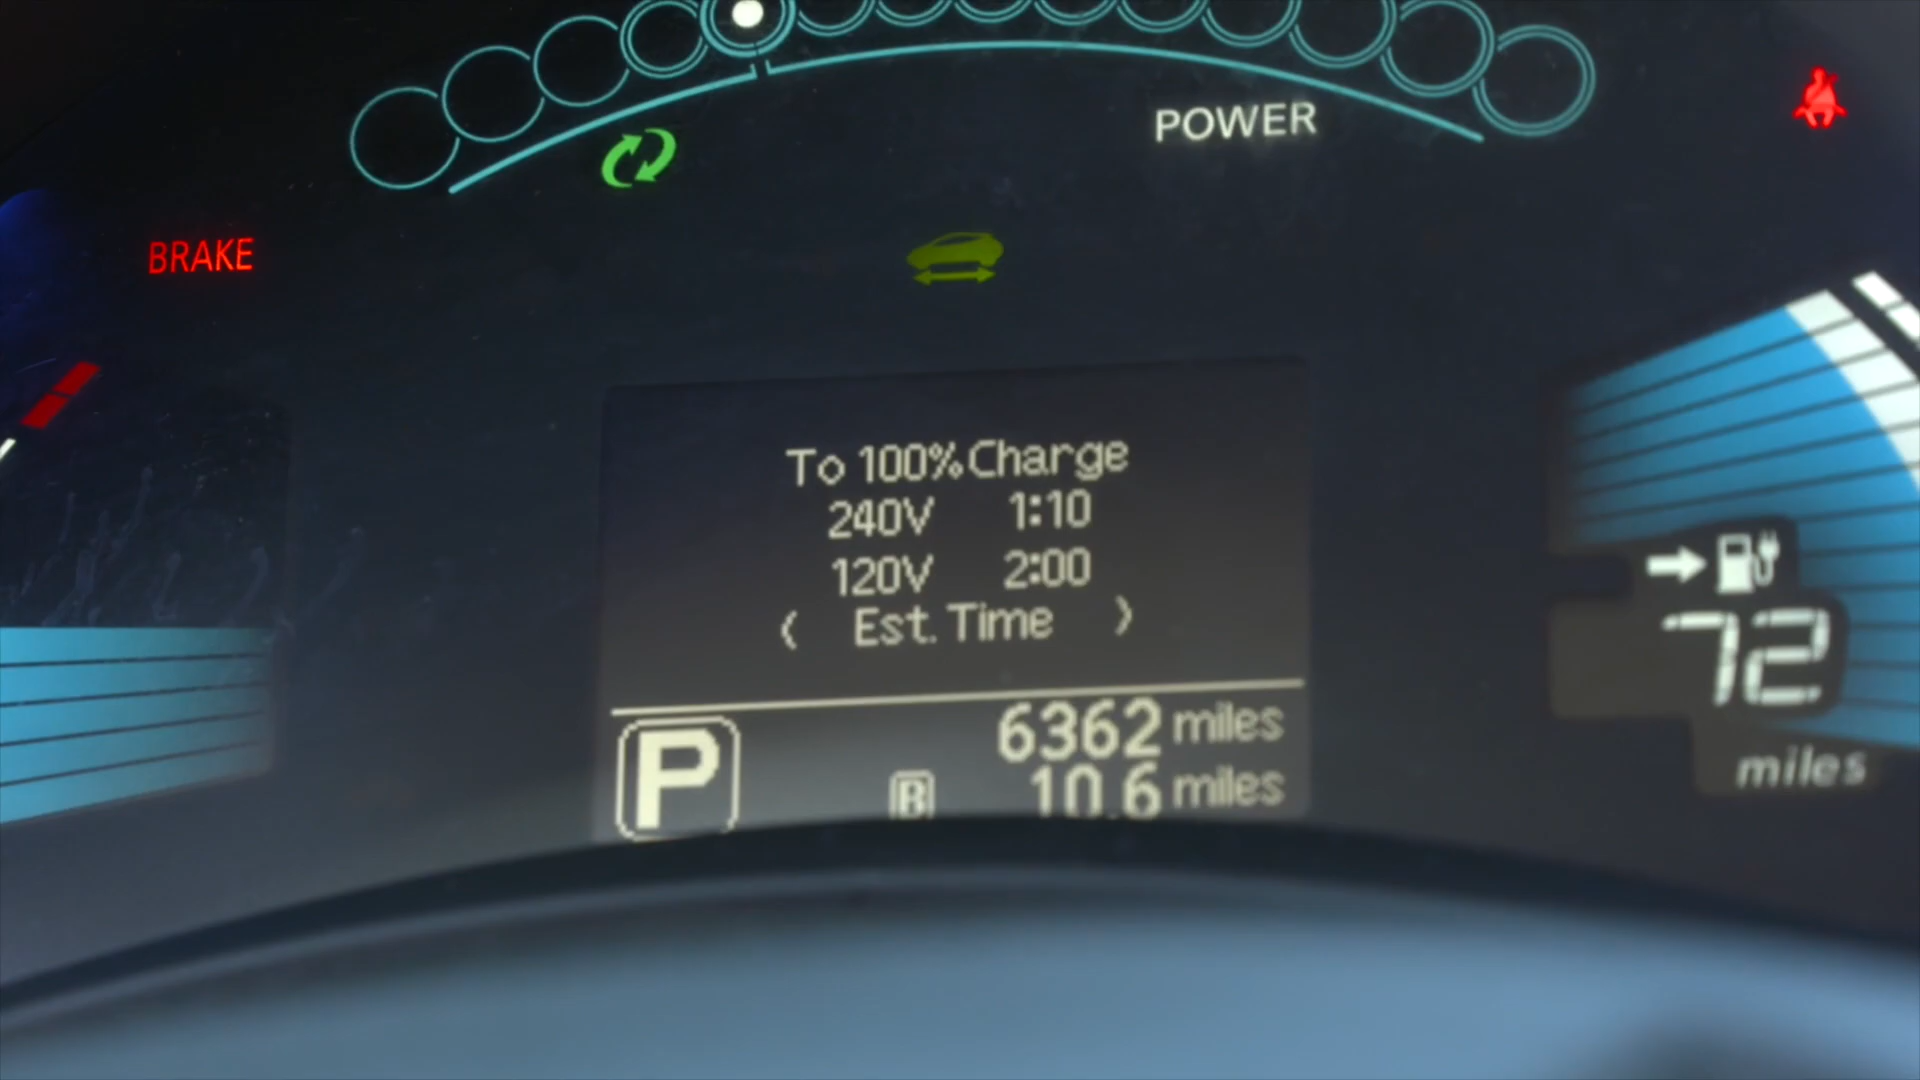 POWER
BRAKE
To 100% Charge
240V 1:10
120V 2:00
Est. Time
72
miles
6362 miles
P
B 10.6 miles